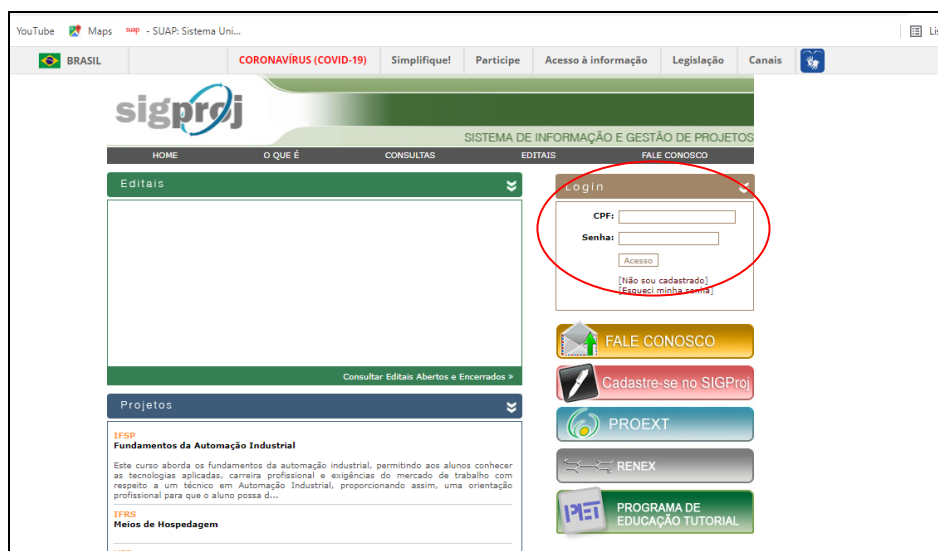 YouTube Maps suap - SUAP: Sistema Uni... Lis
BRASIL CORONAVÍRUS (COVID-19) Simplifique! Participe Acesso à informação Legislação Canais
sigproj
SISTEMA DE INFORMAÇÃO E GESTÃO DE PROJETOS
HOME O QUE É CONSULTAS EDITAIS FALE CONOSCO
Editais
Consultar Editais Abertos e Encerrados »
Projetos
IFSP
Fundamentos da Automação Industrial
Este curso aborda os fundamentos da automação industrial, permitindo aos alunos conhecer
as tecnologias aplicadas, carreira profissional e exigências do mercado de trabalho com
respeito a um técnico em Automação Industrial, proporcionando assim, uma orientação
profissional para que o aluno possa d...
IFRS
Meios de Hospedagem
Login
CPF:
Senha:
Acesso
[Não sou cadastrado]
[Esqueci minha senha]
FALE CONOSCO
Cadastre-se no SIGProj
PROEXT
RENEX
PET PROGRAMA DE
EDUCAÇÃO TUTORIAL